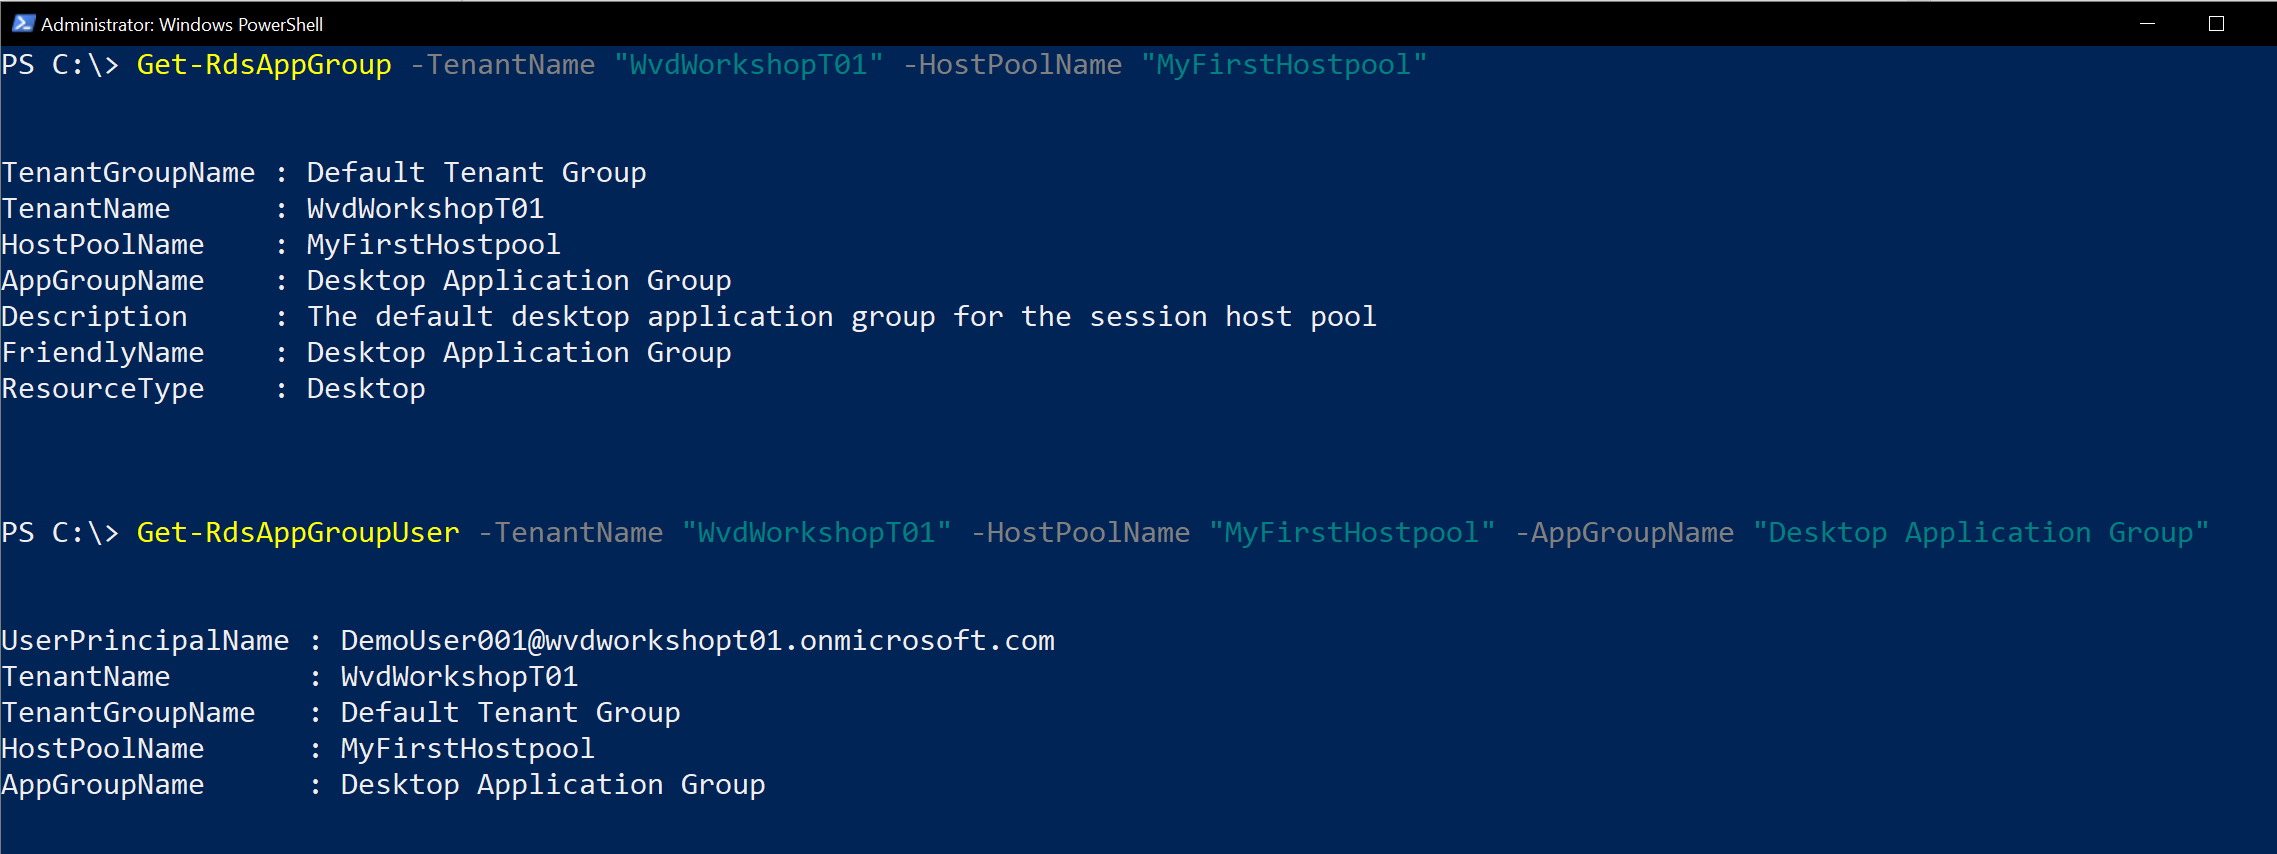 Administrator: Windows PowerShell
PS C:\> Get-RdsAppGroup -TenantName "WvdWorkshopT01" -HostPoolName "MyFirstHostpool"
TenantGroupName : Default Tenant Group
TenantName      : WvdWorkshopT01
HostPoolName    : MyFirstHostpool
AppGroupName    : Desktop Application Group
Description     : The default desktop application group for the session host pool
FriendlyName    : Desktop Application Group
ResourceType    : Desktop
PS C:\> Get-RdsAppGroupUser -TenantName "WvdWorkshopT01" -HostPoolName "MyFirstHostpool" -AppGroupName "Desktop Application Group"
UserPrincipalName : DemoUser001@wvdworkshopt01.onmicrosoft.com
TenantName        : WvdWorkshopT01
TenantGroupName   : Default Tenant Group
HostPoolName      : MyFirstHostpool
AppGroupName      : Desktop Application Group